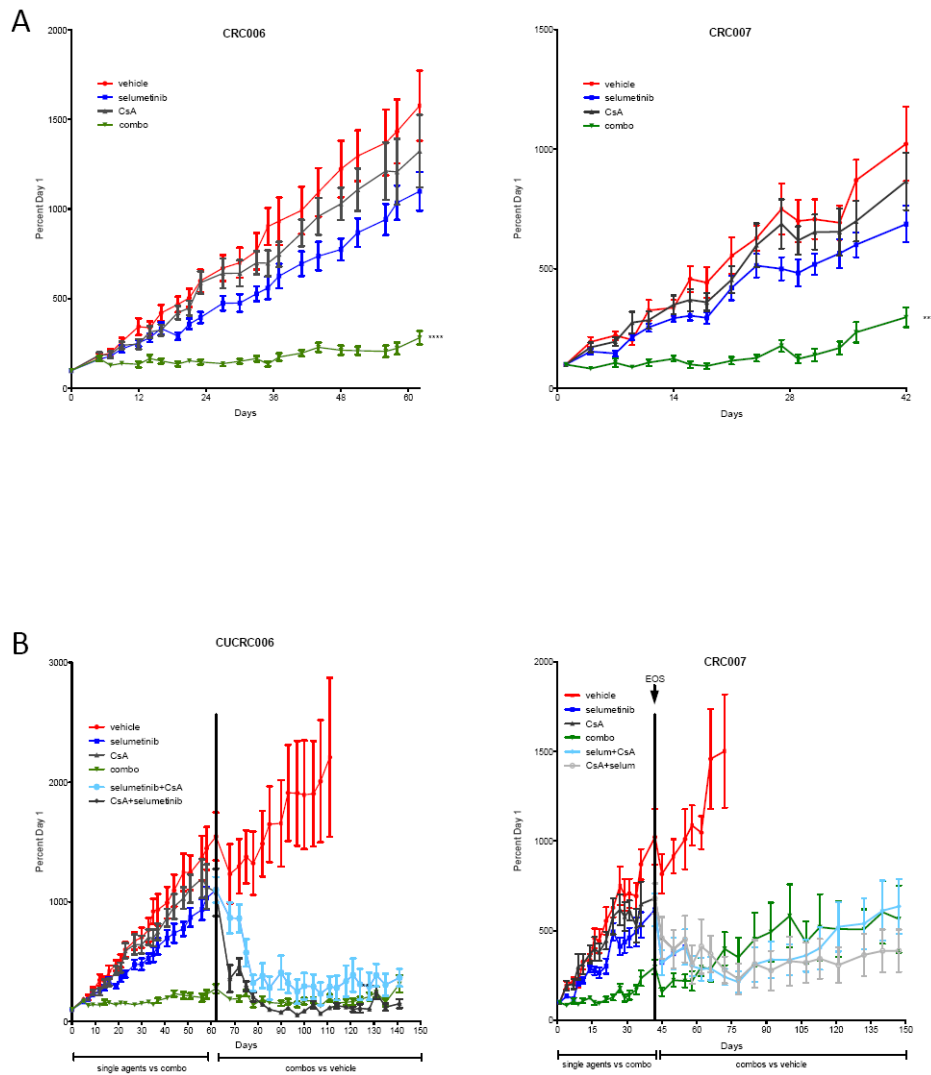 A
CRC006
2000
1500
1000
500
0
Percent Day 1
vehicle
selumetinib
CsA
combo
****
0 12 24 36 48 60
Days
CRC007
1500
1000
500
0
Percent Day 1
vehicle
selumetinib
CsA
combo
**
14 28 42
Days
B
CUCRC006
3000
2000
1000
0
Percent Day 1
vehicle
selumetinib
CsA
combo
selumetinib+CsA
CsA+selumetinib
0 10 20 30 40 50 60 70 80 90 100 110 120 130 140 150
Days
single agents vs combo
combos vs vehicle
CRC007
EOS
2000
1500
1000
500
0
Percent Day 1
vehicle
selumetinib
CsA
combo
selum+CsA
CsA+selum
0 15 30 45 60 75 90 105 120 135 150
Days
single agents vs combo
combos vs vehicle